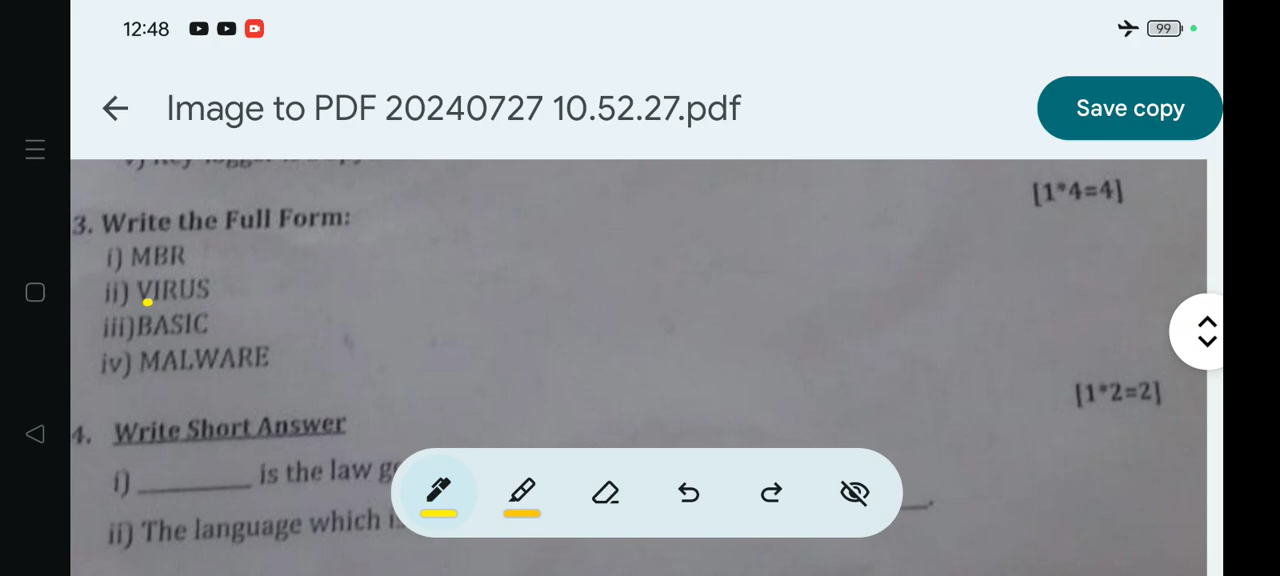 12:48
99
Image to PDF 20240727 10.52.27.pdf
Save copy
[1*4=4]
3. Write the Full Form:
i) MBR
ii) VIRUS
iii)BASIC
iv) MALWARE
[1*2=2]
4. Write Short Answer
i) _________ is the law
ii) The language which